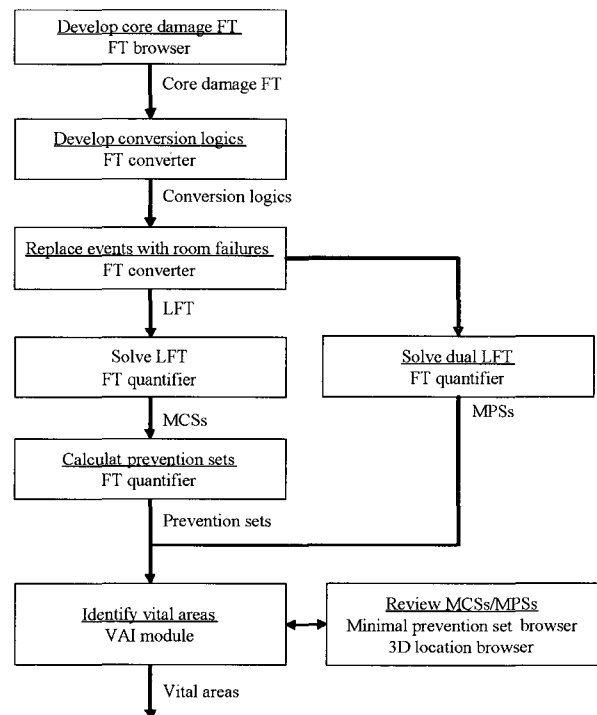 Develop core damage FT
FT browser
Core damage FT
Develop conversion logics
FT converter
Conversion logics
Replace events with room failures
FT converter
LFT
Solve LFT
FT quantifier
Solve dual LFT
FT quantifier
MCSs
MPSs
Calculat prevention sets
FT quantifier
Prevention sets
Identify vital areas
VAI module
Review MCSs/MPSs
Minimal prevention set browser
3D location browser
Vital areas